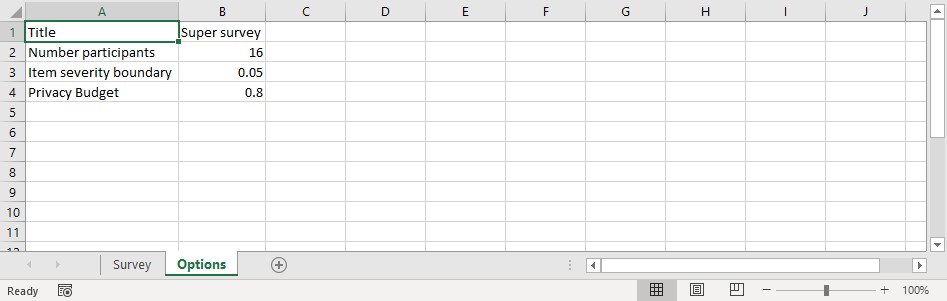 A B C D E F G H I J
1 Title Super survey
2 Number participants 16
3 Item severity boundary 0.05
4 Privacy Budget 0.8
5
6
7
8
9
10
11
12
Survey Options
Ready 100%